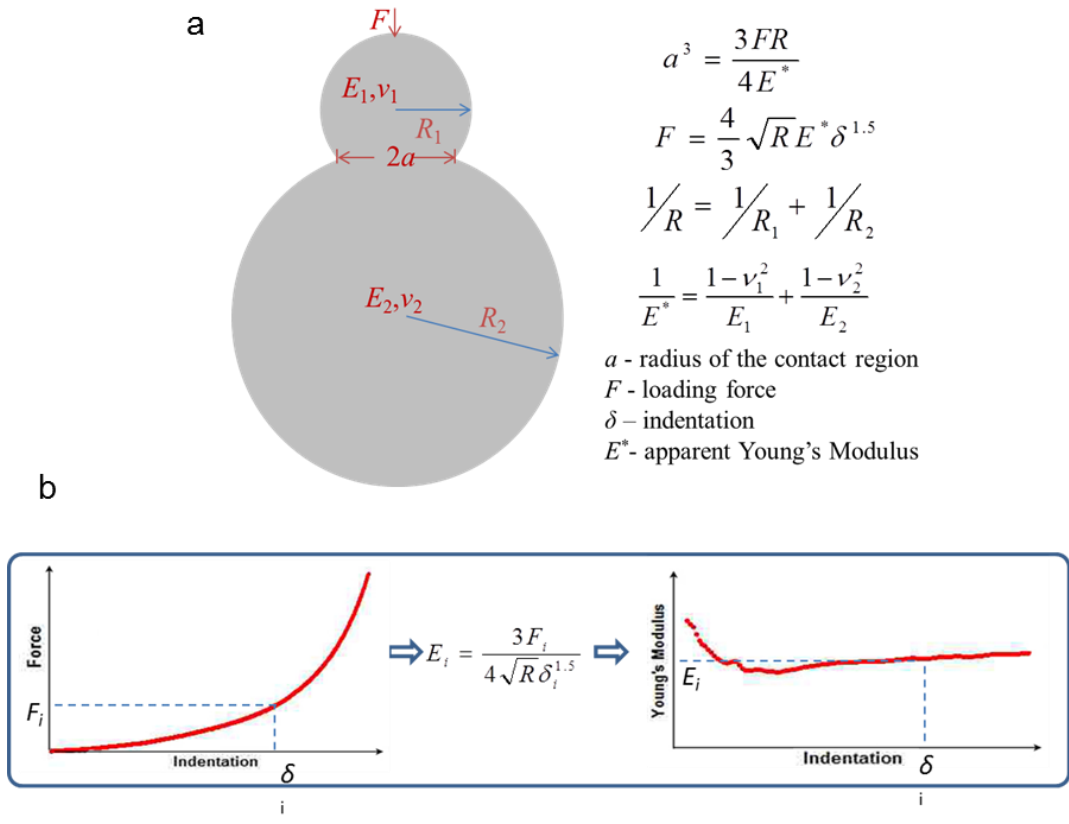 a
F
E₁,ν₁
R₁
2a
E₂,ν₂
R₂
a³ = 3FR / 4E*
F = 4/3 √R E* δ^1.5
1/R = 1/R₁ + 1/R₂
1/E* = (1−ν₁²)/E₁ + (1−ν₂²)/E₂
a - radius of the contact region
F - loading force
δ – indentation
E*- apparent Young’s Modulus
b
Force
Fᵢ
Indentation
δ
i
Eᵢ = 3Fᵢ / 4√R δᵢ^1.5
Young's Modulus
Eᵢ
Indentation
δ
i